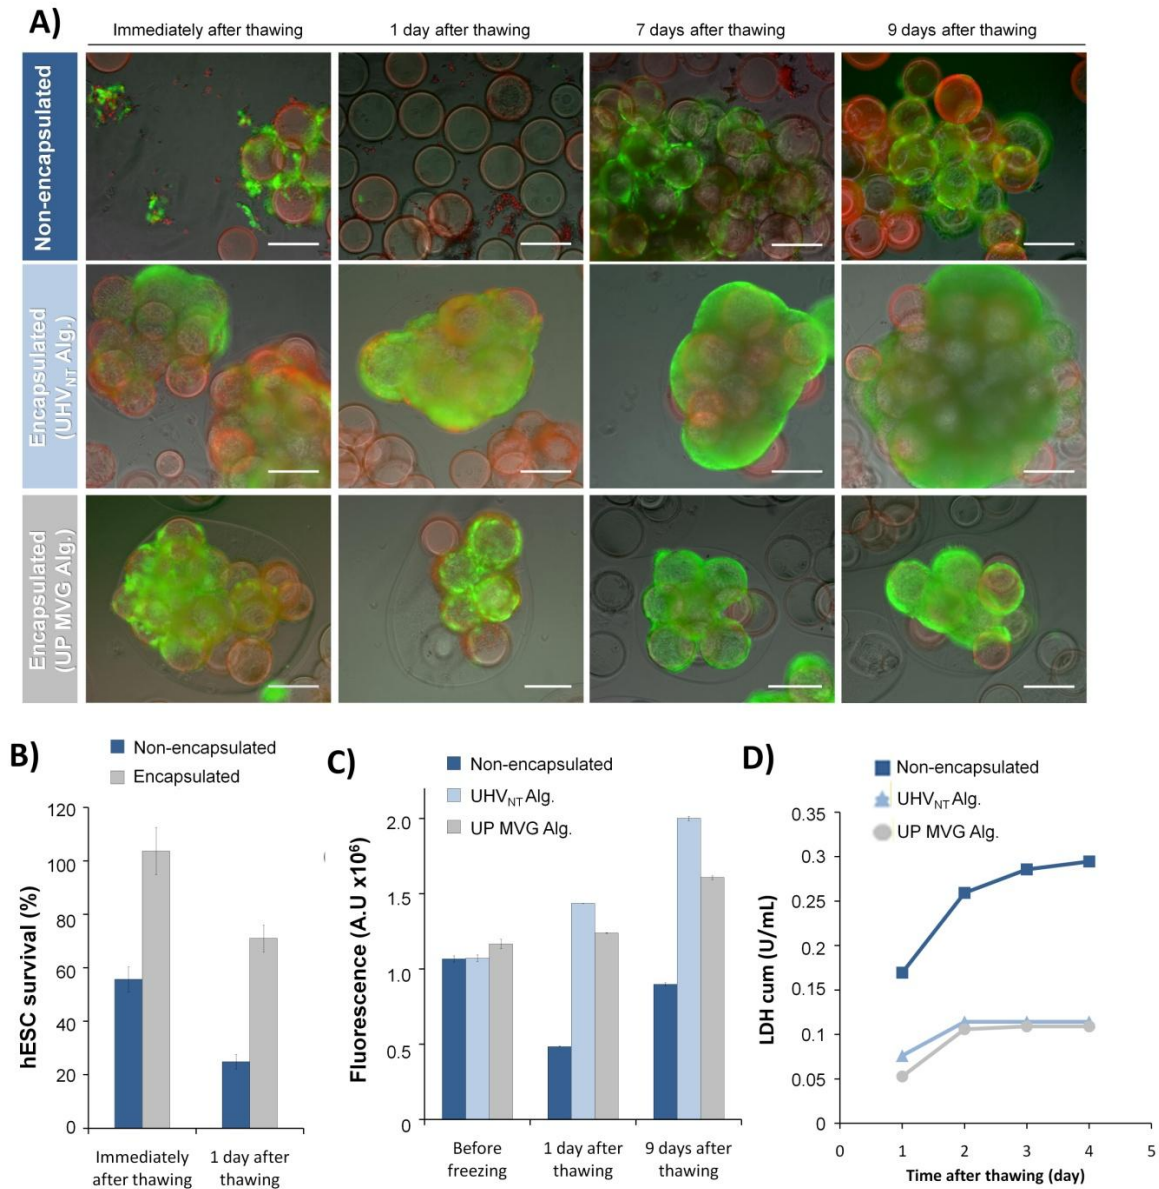 A)
Immediately after thawing
1 day after thawing
7 days after thawing
9 days after thawing
Non-encapsulated
Encapsulated
(UHVNT Alg.)
Encapsulated
(UP MVG Alg.)
B)
Non-encapsulated
Encapsulated
hESC survival (%)
120
100
80
60
40
20
0
Immediately
after thawing
1 day after
thawing
C)
Non-encapsulated
UHVNT Alg.
UP MVG Alg.
Fluorescence (A.U x10⁶)
2.0
1.5
1.0
0.5
0
Before
freezing
1 day after
thawing
9 days after
thawing
D)
Non-encapsulated
UHVNT Alg.
UP MVG Alg.
LDH cum (U/mL)
0.35
0.3
0.25
0.2
0.15
0.1
0.05
0
0 1 2 3 4 5
Time after thawing (day)